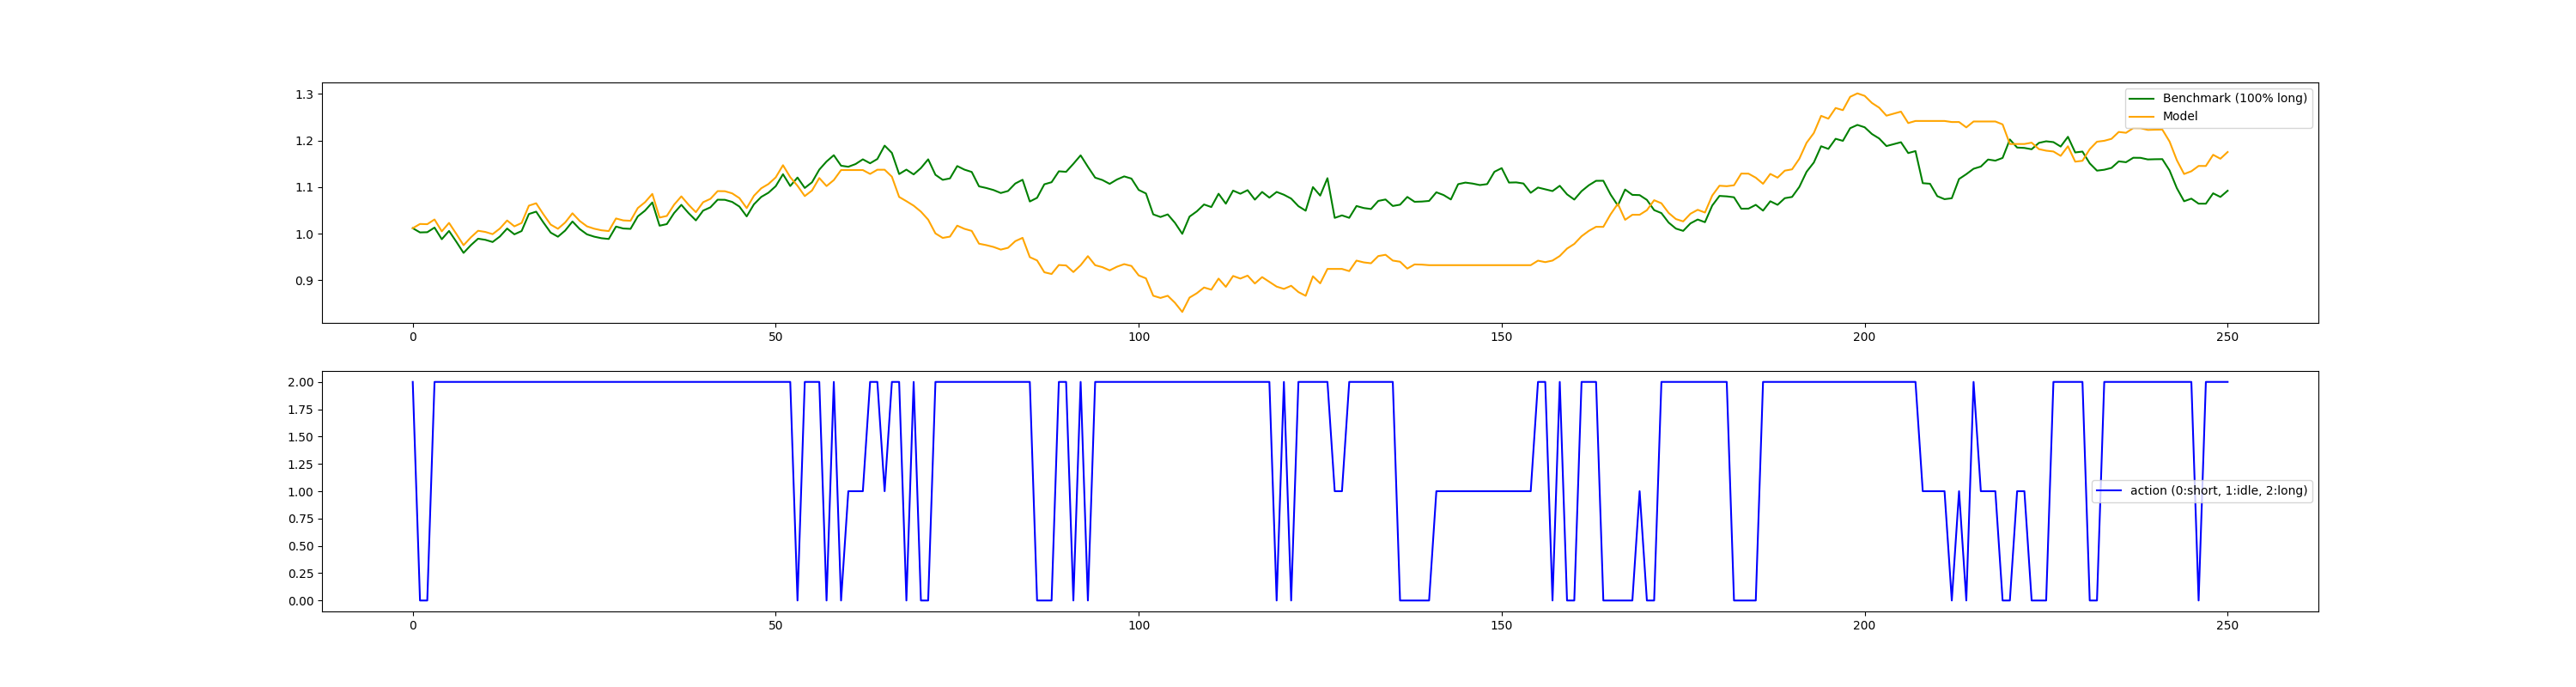 1.3
1.2
1.1
1.0
0.9
Benchmark (100% long)
Model
0 50 100 150 200 250
2.00
1.75
1.50
1.25
1.00
0.75
0.50
0.25
0.00
action (0:short, 1:idle, 2:long)
0 50 100 150 200 250